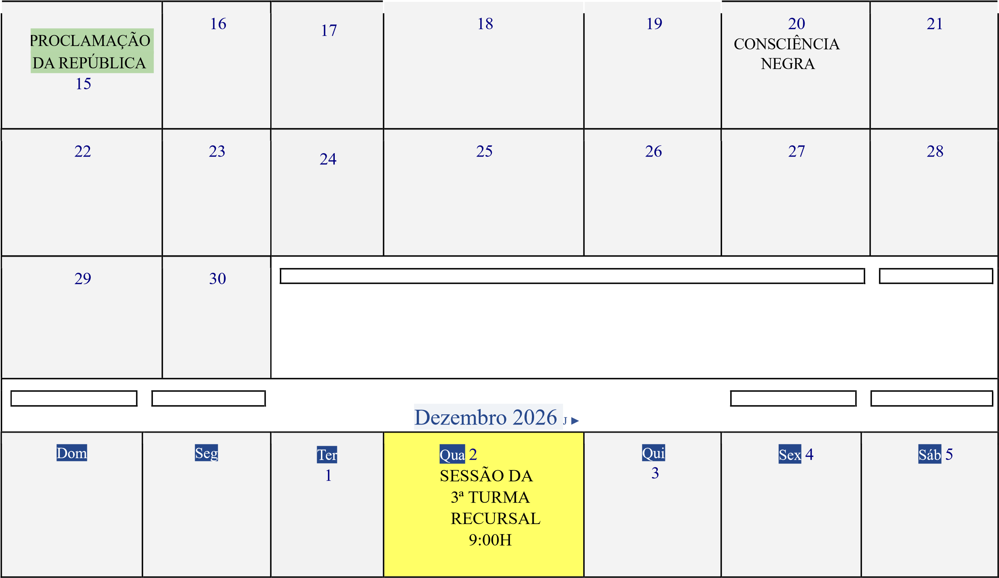 PROCLAMAÇÃO
DA REPÚBLICA
15
16
17
18
19
20
CONSCIÊNCIA
NEGRA
21
22
23
24
25
26
27
28
29
30
Dezembro 2026 J ►
Dom
Seg
Ter
1
Qua 2
SESSÃO DA
3ª TURMA
RECURSAL
9:00H
Qui
3
Sex 4
Sáb 5